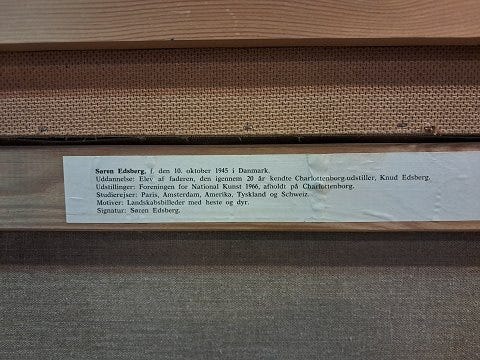 Søren Edsberg, f. den 10. oktober 1945 i Danmark.
Uddannelse: Elev af faderen, den igennem 20 år kendte Charlottenborg-udstiller, Knud Edsberg.
Udstillinger: Foreningen for National Kunst 1966, afholdt på Charlottenborg.
Studierejser: Paris, Amsterdam, Amerika, Tyskland og Schweiz.
Motiver: Landskabsbilleder med heste og dyr.
Signatur: Søren Edsberg.